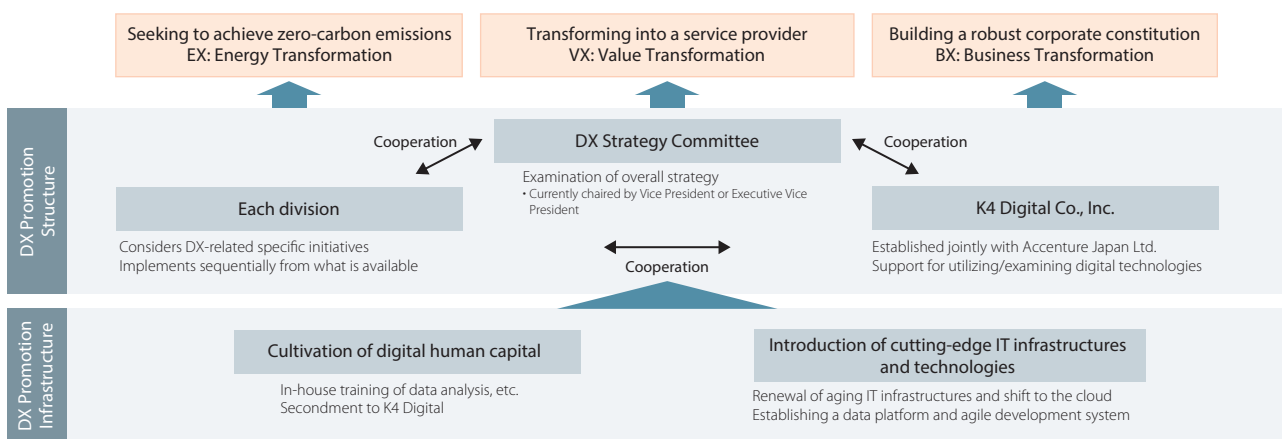 Seeking to achieve zero-carbon emissions
EX: Energy Transformation
Transforming into a service provider
VX: Value Transformation
Building a robust corporate constitution
BX: Business Transformation
DX Promotion
Structure
Cooperation
DX Strategy Committee
Cooperation
Examination of overall strategy
• Currently chaired by Vice President or Executive Vice
President
Each division
Considers DX-related specific initiatives
Implements sequentially from what is available
K4 Digital Co., Inc.
Established jointly with Accenture Japan Ltd.
Support for utilizing/examining digital technologies
Cooperation
DX Promotion
Infrastructure
Cultivation of digital human capital
In-house training of data analysis, etc.
Secondment to K4 Digital
Introduction of cutting-edge IT infrastructures
and technologies
Renewal of aging IT infrastructures and shift to the cloud
Establishing a data platform and agile development system